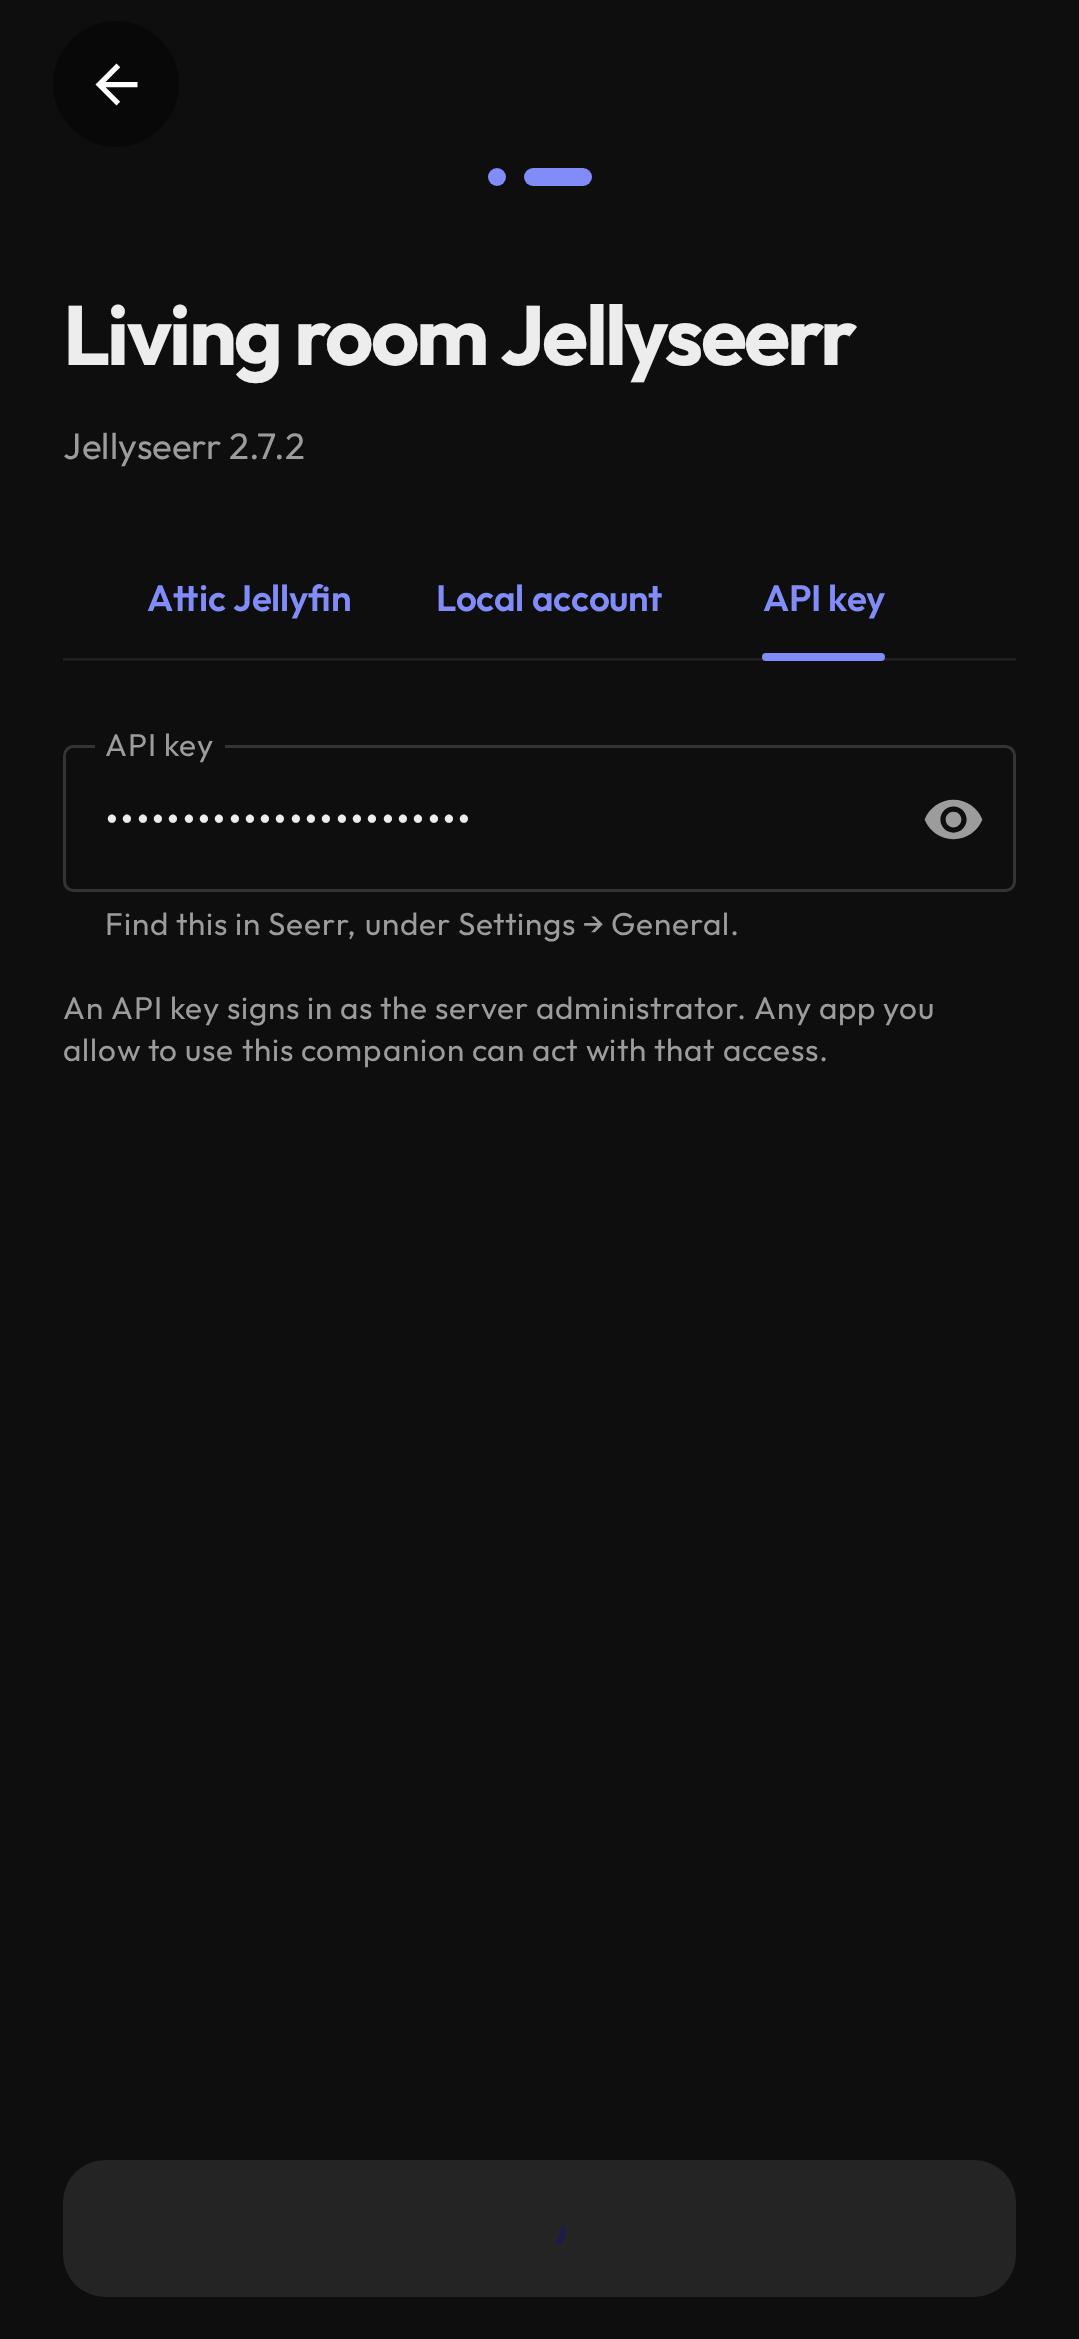 Living room Jellyseerr
Jellyseerr 2.7.2
Attic Jellyfin
Local account
API key
API key
••••••••••••••••••••••••
Find this in Seerr, under Settings → General.
An API key signs in as the server administrator. Any app you
allow to use this companion can act with that access.